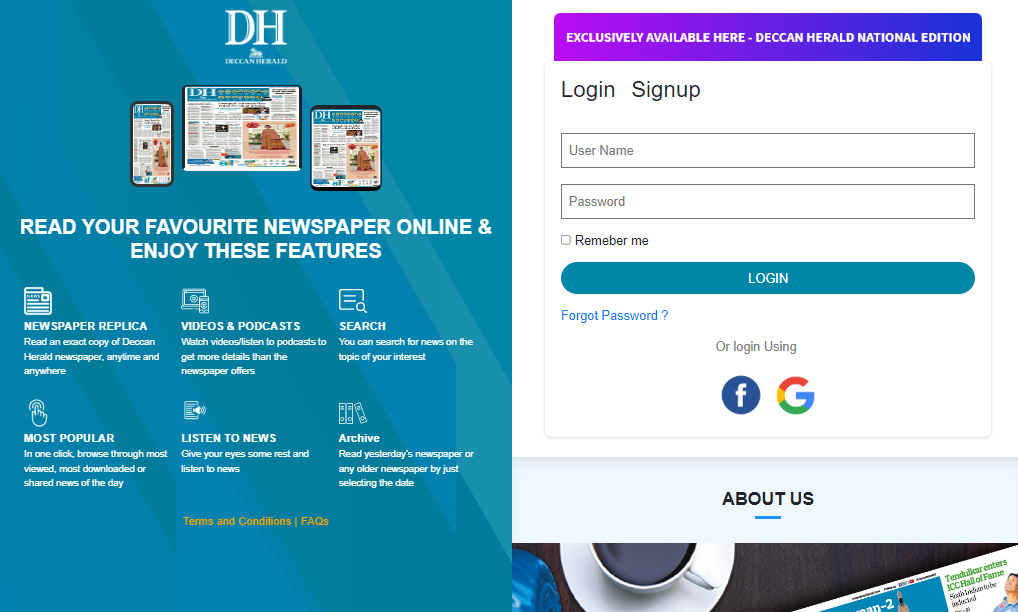 DH
DECCAN HERALD
READ YOUR FAVOURITE NEWSPAPER ONLINE &
ENJOY THESE FEATURES
NEWS
NEWSPAPER REPLICA
Read an exact copy of Deccan
Herald newspaper, anytime and
anywhere
VIDEOS & PODCASTS
Watch videos/listen to podcasts to
get more details than the
newspaper offers
SEARCH
You can search for news on the
topic of your interest
MOST POPULAR
In one click, browse through most
viewed, most downloaded or
shared news of the day
LISTEN TO NEWS
Give your eyes some rest and
listen to news
Archive
Read yesterday's newspaper or
any older newspaper by just
selecting the date
Terms and Conditions | FAQs
EXCLUSIVELY AVAILABLE HERE - DECCAN HERALD NATIONAL EDITION
Login Signup
User Name
Password
Remeber me
LOGIN
Forgot Password ?
Or login Using
ABOUT US
Tendulkar enters
ICC Hall of Fame
Sixth Indian to be
inducted